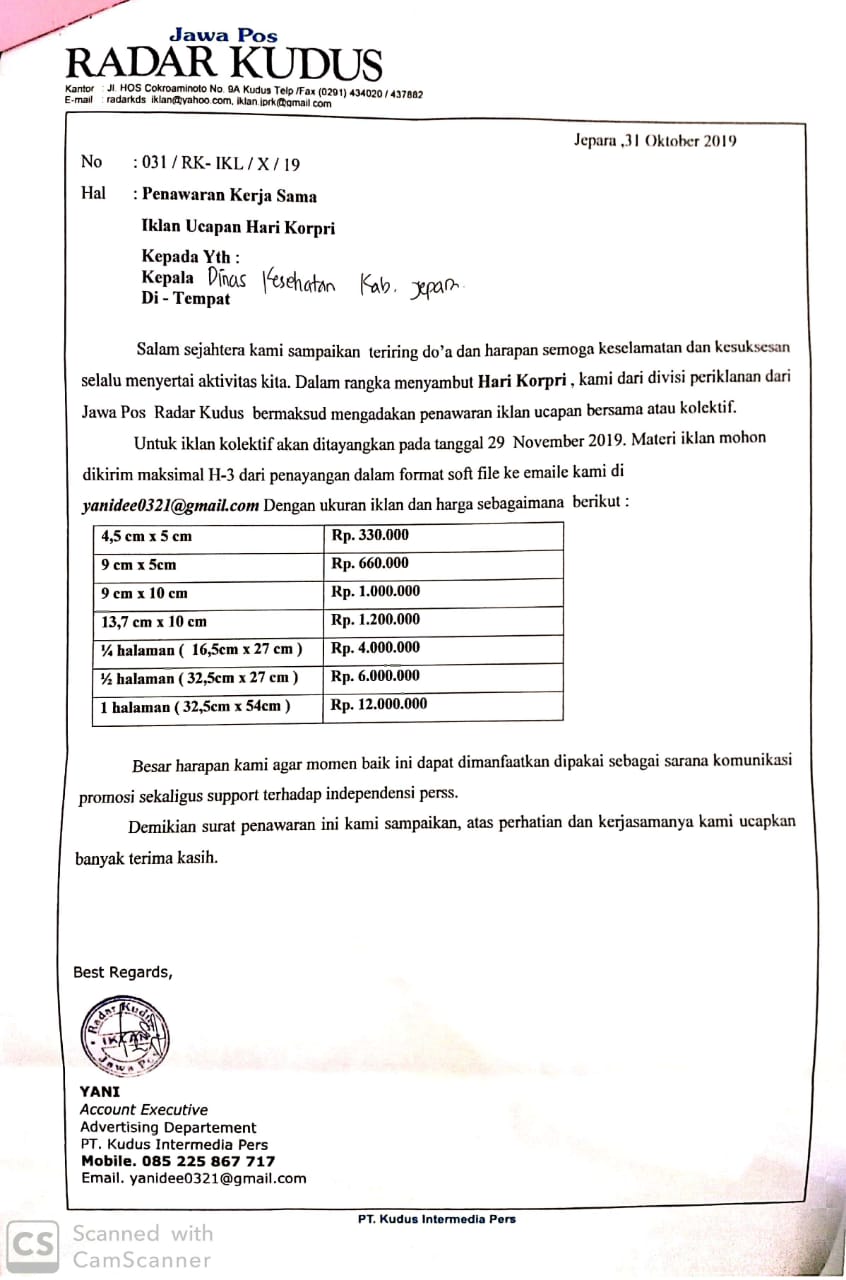 Jawa Pos
RADAR KUDUS
Kantor : Jl. HOS Cokroaminoto No. 9A Kudus Telp /Fax (0291) 434020 / 437882
E-mail : radarkds iklan@yahoo.com, iklan.jprk@gmail com
Jepara ,31 Oktober 2019
No : 031 / RK- IKL / X / 19
Hal : Penawaran Kerja Sama
Iklan Ucapan Hari Korpri
Kepada Yth :
Kepala Dinas Kesehatan Kab. Jepara
Di - Tempat
Salam sejahtera kami sampaikan teriring do'a dan harapan semoga keselamatan dan kesuksesan
selalu menyertai aktivitas kita. Dalam rangka menyambut Hari Korpri , kami dari divisi periklanan dari
Jawa Pos Radar Kudus bermaksud mengadakan penawaran iklan ucapan bersama atau kolektif.
Untuk iklan kolektif akan ditayangkan pada tanggal 29 November 2019. Materi iklan mohon
dikirim maksimal H-3 dari penayangan dalam format soft file ke emaile kami di
yanidee0321@gmail.com Dengan ukuran iklan dan harga sebagaimana berikut :
4,5 cm x 5 cm Rp. 330.000
9 cm x 5cm Rp. 660.000
9 cm x 10 cm Rp. 1.000.000
13,7 cm x 10 cm Rp. 1.200.000
¼ halaman ( 16,5cm x 27 cm ) Rp. 4.000.000
½ halaman ( 32,5cm x 27 cm ) Rp. 6.000.000
1 halaman ( 32,5cm x 54cm ) Rp. 12.000.000
Besar harapan kami agar momen baik ini dapat dimanfaatkan dipakai sebagai sarana komunikasi
promosi sekaligus support terhadap independensi perss.
Demikian surat penawaran ini kami sampaikan, atas perhatian dan kerjasamanya kami ucapkan
banyak terima kasih.
Best Regards,
Radar Kudus
IKLAN
Jawa Pos
YANI
Account Executive
Advertising Departement
PT. Kudus Intermedia Pers
Mobile. 085 225 867 717
Email. yanidee0321@gmail.com
PT. Kudus Intermedia Pers
CS Scanned with
CamScanner